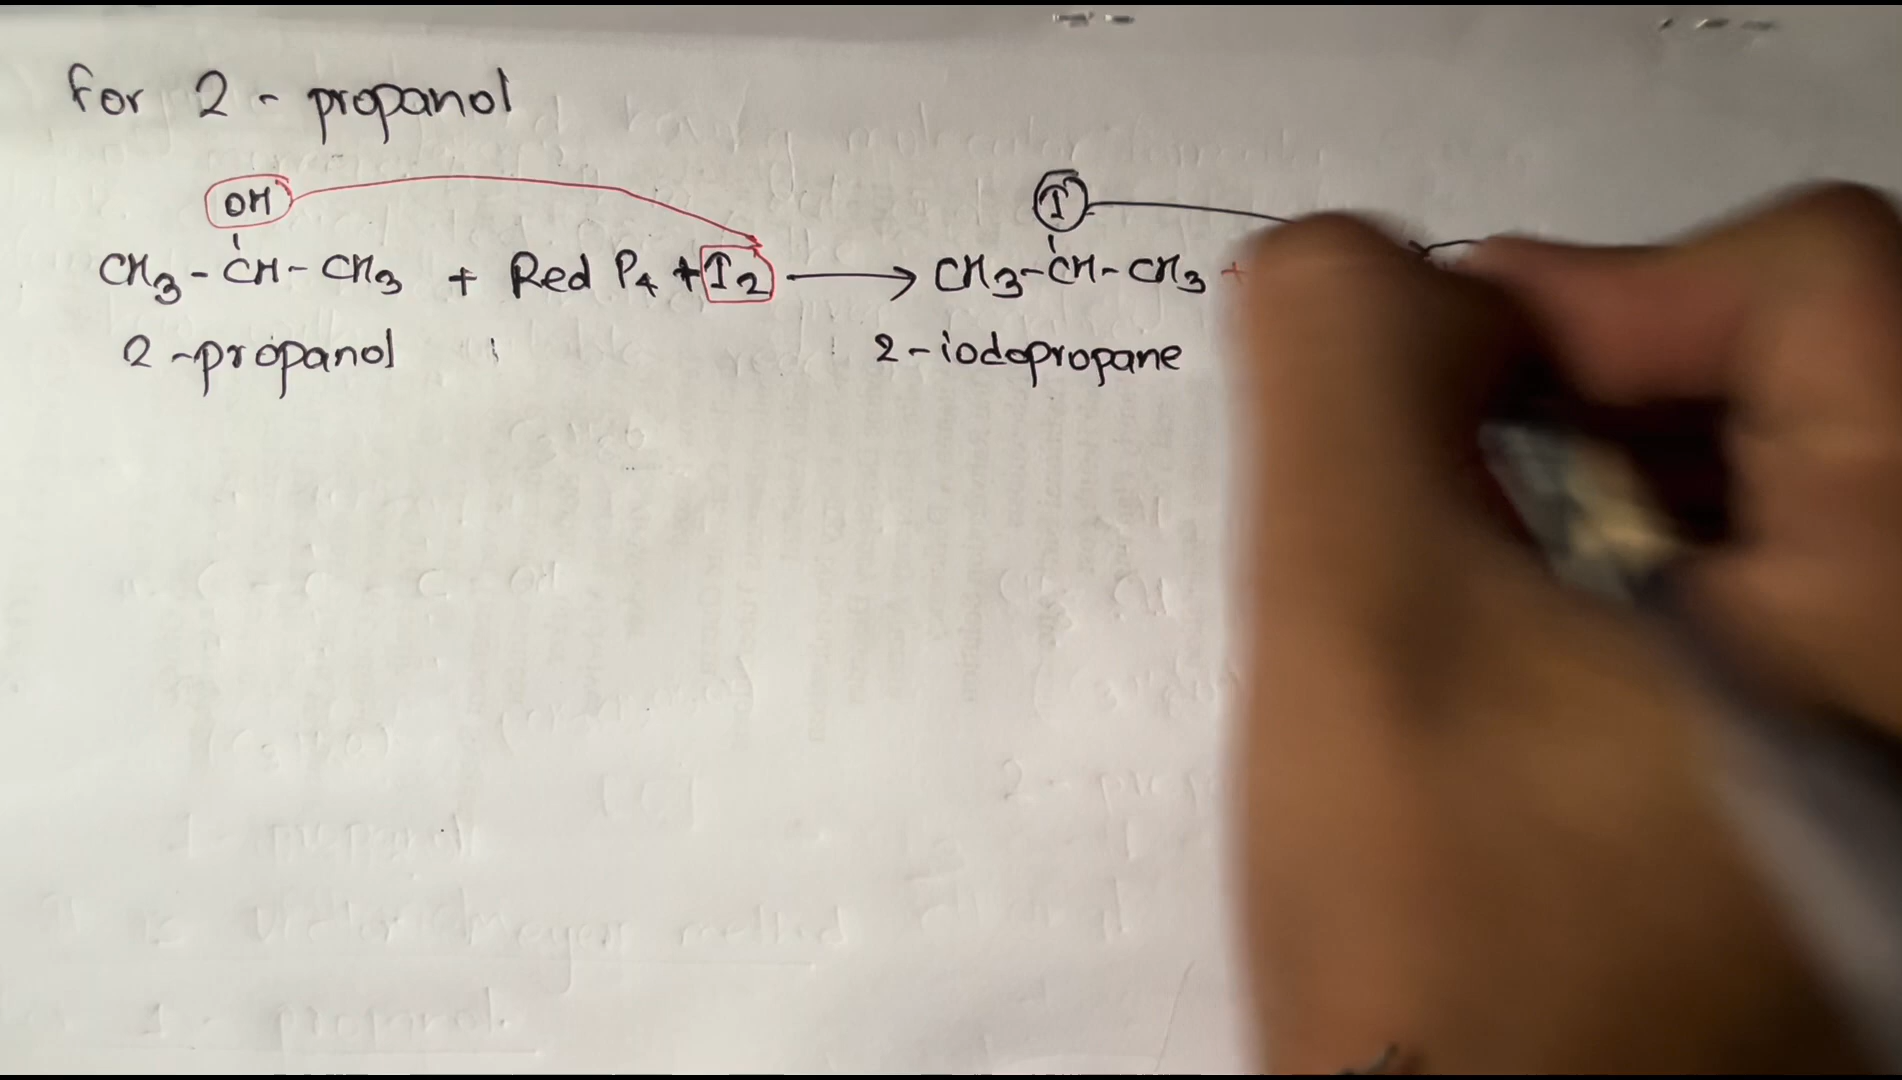 for 2 - propanol
OH
I
CH3 - CH - CH3 + Red P4 + I2 → CH3 - CH - CH3 +
2 - propanol
2 - iodopropane